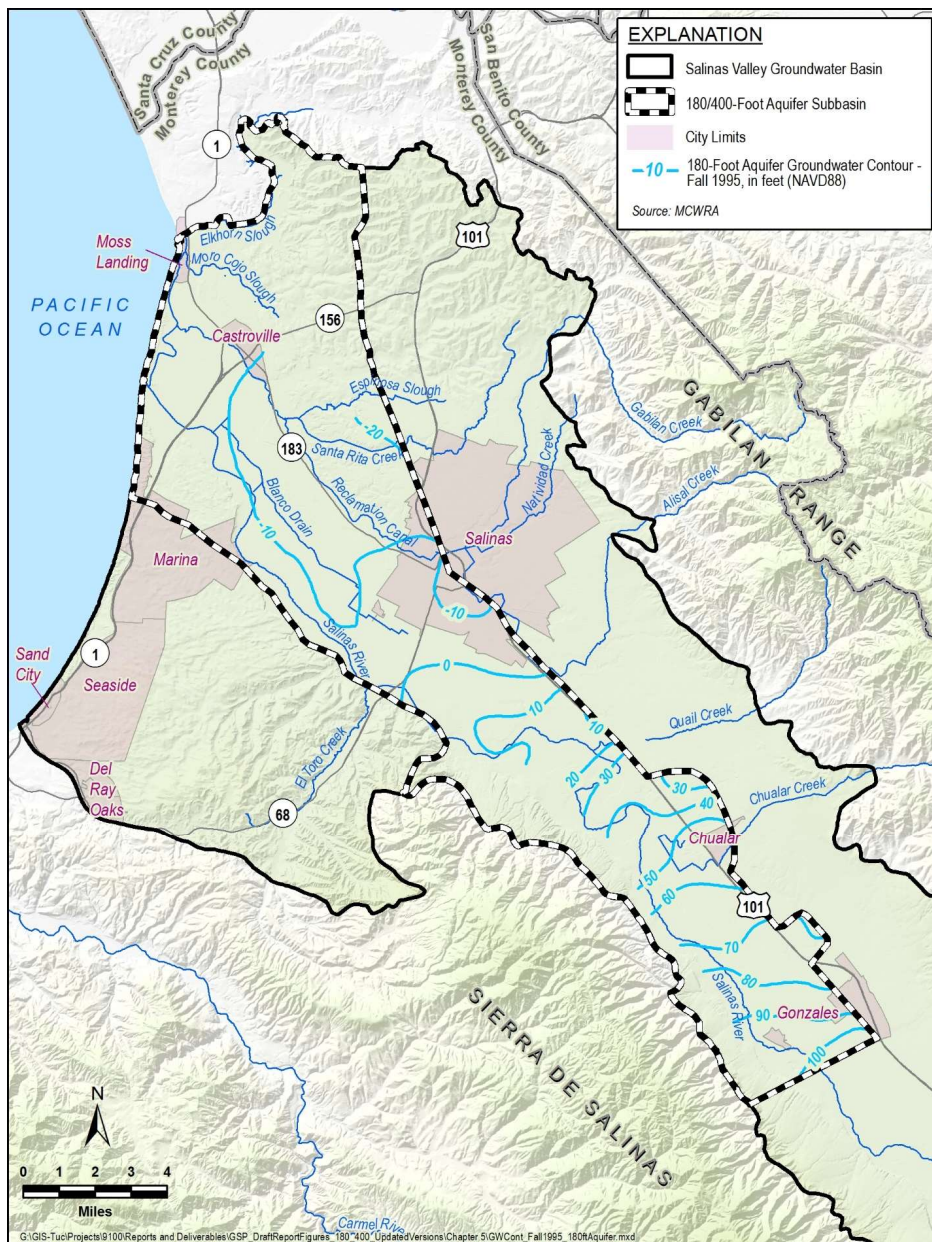 EXPLANATION
Salinas Valley Groundwater Basin
180/400-Foot Aquifer Subbasin
City Limits
-10
180-Foot Aquifer Groundwater Contour -
Fall 1995, in feet (NAVD88)
Source: MCWRA
Santa Cruz County
Monterey County
Monterey County
San Benito County
1
101
Elkhorn Slough
Moss
Landing
Moro Cojo Slough
PACIFIC
OCEAN
156
Castroville
Espinosa Slough
GABILAN
RANGE
Gabilan Creek
-20
Santa Rita Creek
183
Natividad Creek
Alisal Creek
Blanco Drain
Reclamation Canal
Salinas
-10
Marina
-10
Salinas River
Sand
City
1
Seaside
0
10
10
Quail Creek
El Toro Creek
20
30
30
40
Chualar Creek
Del
Ray
Oaks
68
Chualar
50
60
101
70
80
Salinas River
90
Gonzales
100
SIERRA DE SALINAS
N
0 1 2 3 4
Miles
Carmel River
G:\GIS-Tuc\Projects\9100\Reports and Deliverables\GSP_DraftReportFigures_180_400_UpdatedVersions\Chapter 5\GWCont_Fall1995_180ftAquifer.mxd